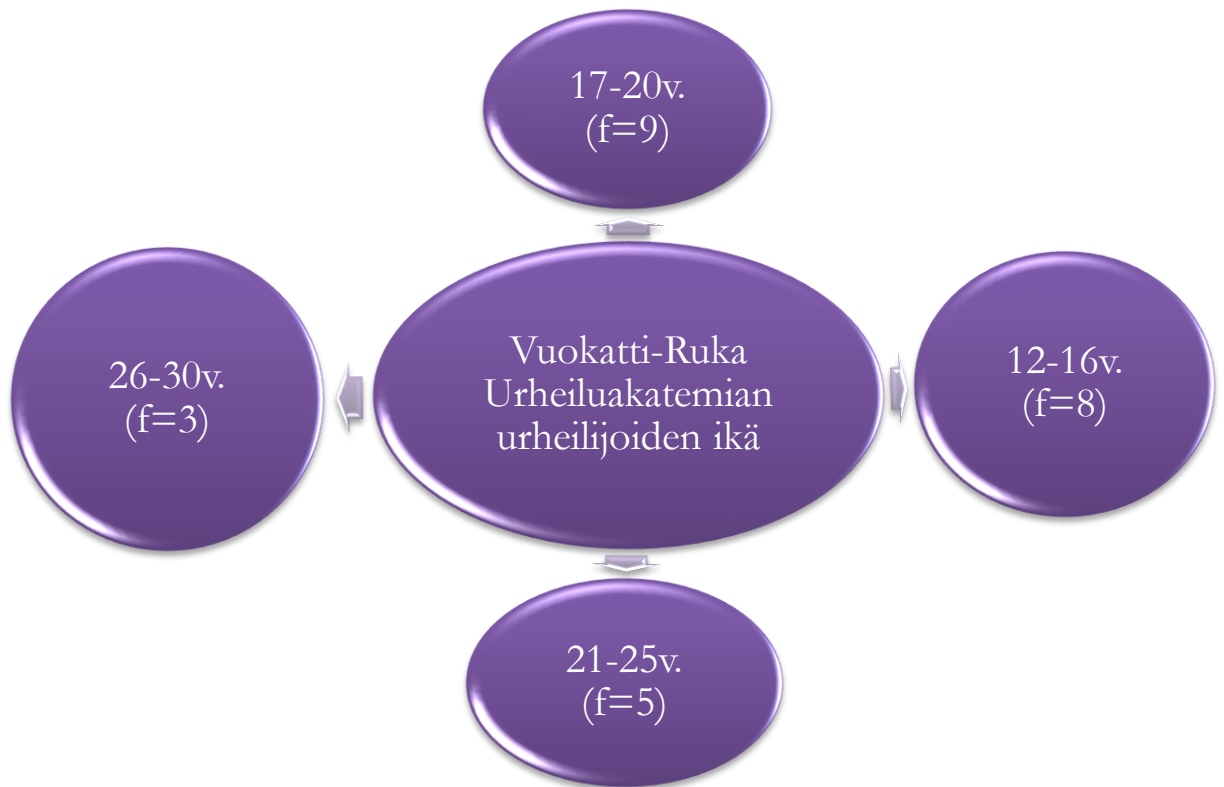 17-20v.
(f=9)
26-30v.
(f=3)
Vuokatti-Ruka
Urheiluakatemian
urheilijoiden ikä
12-16v.
(f=8)
21-25v.
(f=5)